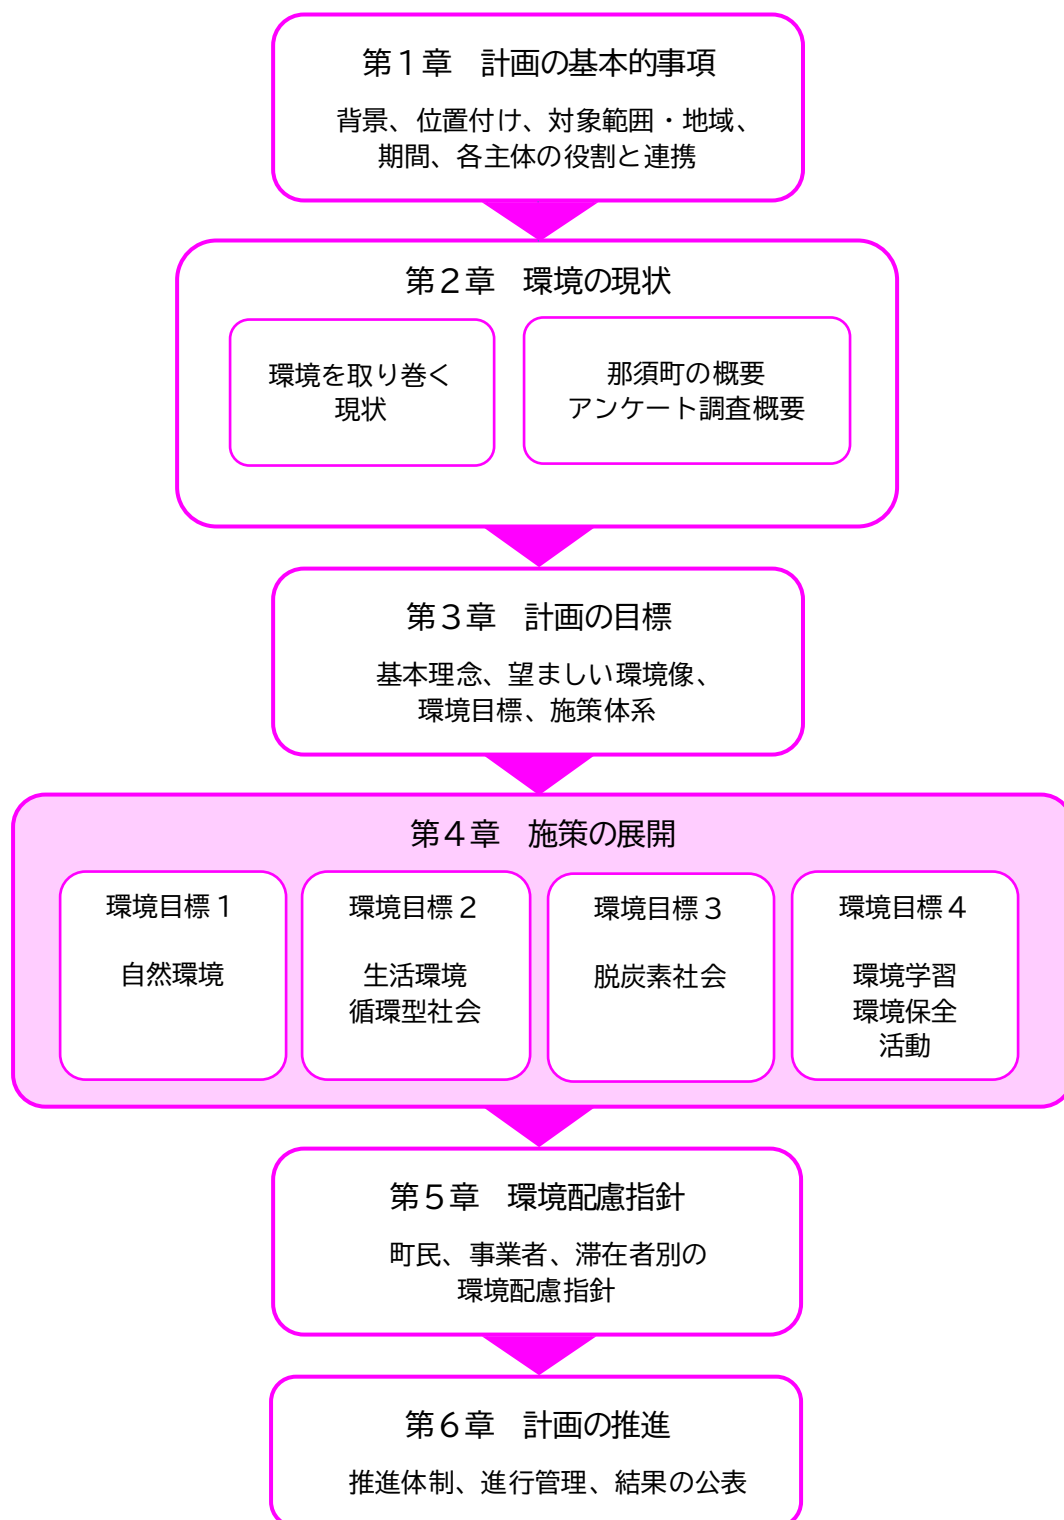 第１章　計画の基本的事項
背景、位置付け、対象範囲・地域、
期間、各主体の役割と連携
第２章　環境の現状
環境を取り巻く
現状
那須町の概要
アンケート調査概要
第３章　計画の目標
基本理念、望ましい環境像、
環境目標、施策体系
第４章　施策の展開
環境目標１
自然環境
環境目標２
生活環境
循環型社会
環境目標３
脱炭素社会
環境目標４
環境学習
環境保全
活動
第５章　環境配慮指針
町民、事業者、滞在者別の
環境配慮指針
第６章　計画の推進
推進体制、進行管理、結果の公表